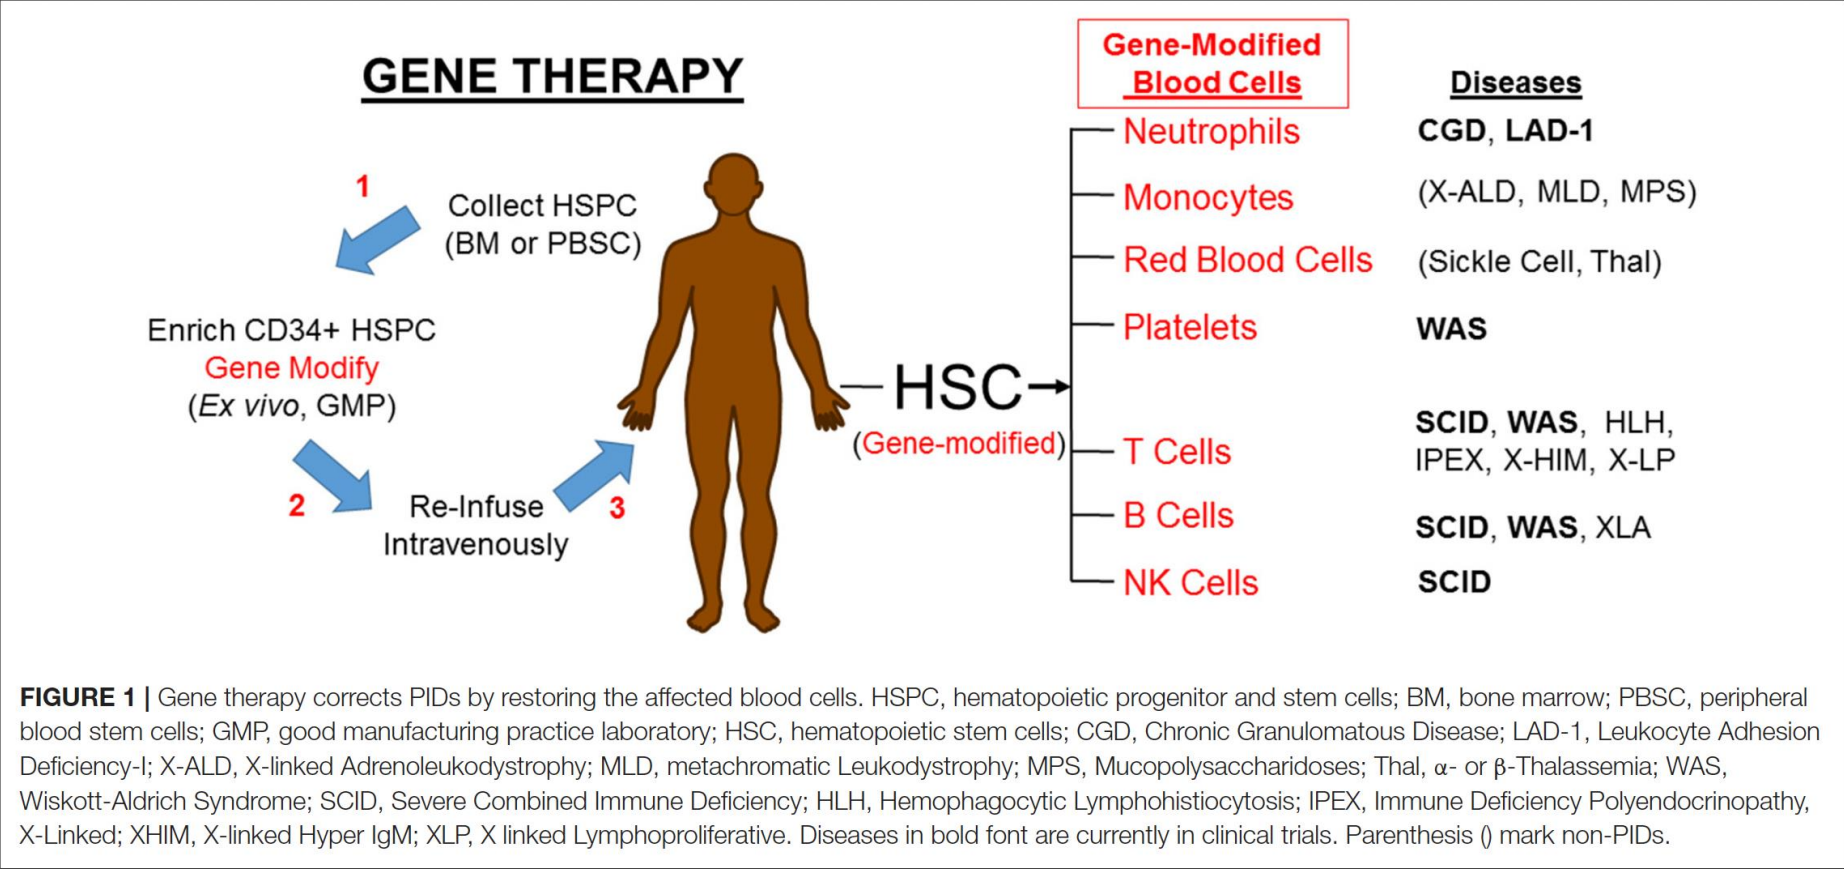 GENE THERAPY
1
Collect HSPC
(BM or PBSC)
Enrich CD34+ HSPC
Gene Modify
(Ex vivo, GMP)
2
Re-Infuse
Intravenously
3
HSC
(Gene-modified)
Gene-Modified
Blood Cells
Diseases
Neutrophils
CGD, LAD-1
Monocytes
(X-ALD, MLD, MPS)
Red Blood Cells
(Sickle Cell, Thal)
Platelets
WAS
T Cells
SCID, WAS, HLH,
IPEX, X-HIM, X-LP
B Cells
SCID, WAS, XLA
NK Cells
SCID
FIGURE 1 | Gene therapy corrects PIDs by restoring the affected blood cells. HSPC, hematopoietic progenitor and stem cells; BM, bone marrow; PBSC, peripheral
blood stem cells; GMP, good manufacturing practice laboratory; HSC, hematopoietic stem cells; CGD, Chronic Granulomatous Disease; LAD-1, Leukocyte Adhesion
Deficiency-I; X-ALD, X-linked Adrenoleukodystrophy; MLD, metachromatic Leukodystrophy; MPS, Mucopolysaccharidoses; Thal, α- or β-Thalassemia; WAS,
Wiskott-Aldrich Syndrome; SCID, Severe Combined Immune Deficiency; HLH, Hemophagocytic Lymphohistiocytosis; IPEX, Immune Deficiency Polyendocrinopathy,
X-Linked; XHIM, X-linked Hyper IgM; XLP, X linked Lymphoproliferative. Diseases in bold font are currently in clinical trials. Parenthesis () mark non-PIDs.